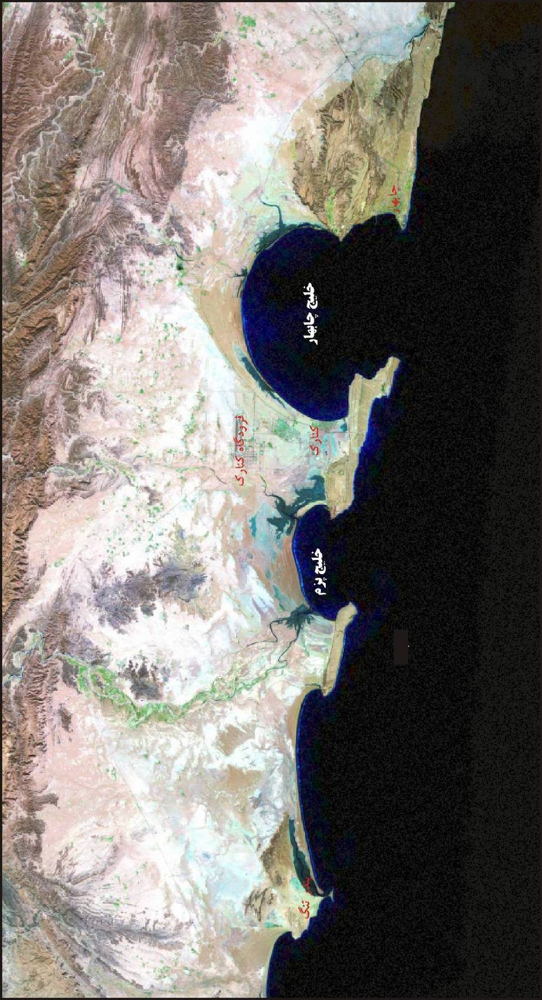 چابهار
خلیج چابهار
فرودگاه کنارک
کنارک
خلیج پزم
بندر تنگ